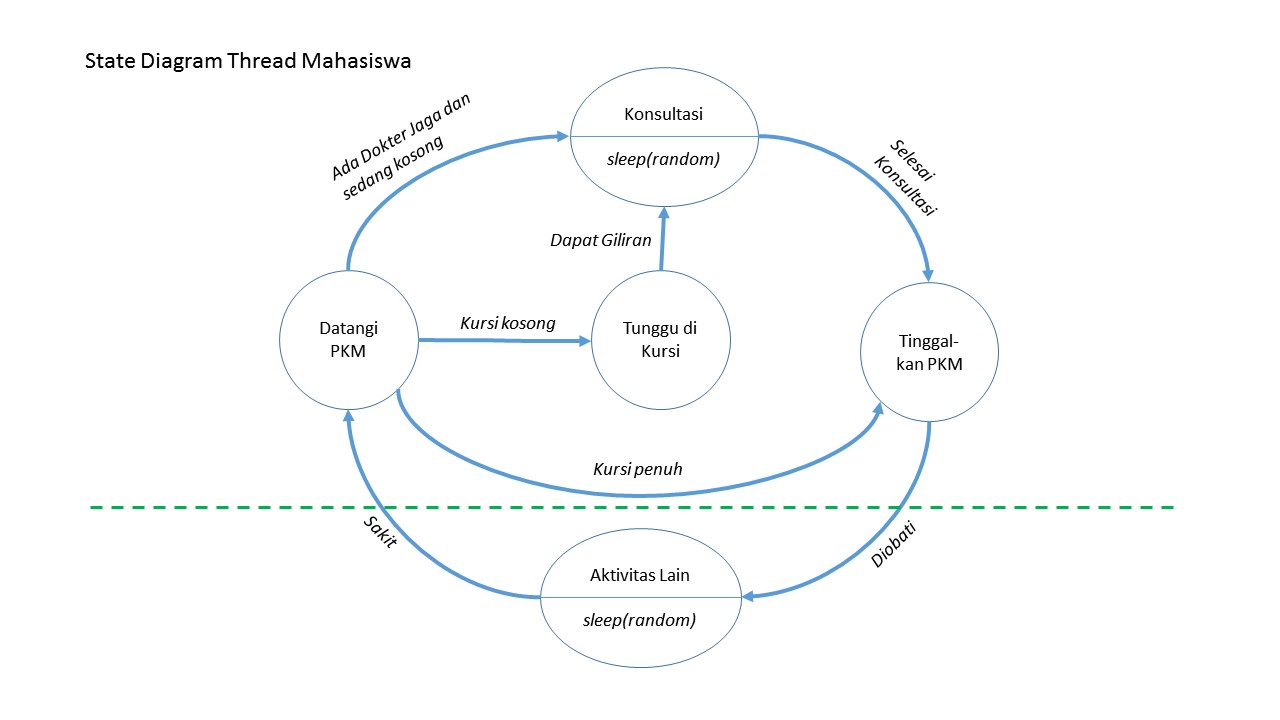 State Diagram Thread Mahasiswa
Ada Dokter Jaga dan
sedang kosong
Konsultasi
sleep(random)
Selesai
Konsultasi
Dapat Giliran
Datangi
PKM
Kursi kosong
Tunggu di
Kursi
Tinggal-
kan PKM
Kursi penuh
Sakit
Diobati
Aktivitas Lain
sleep(random)